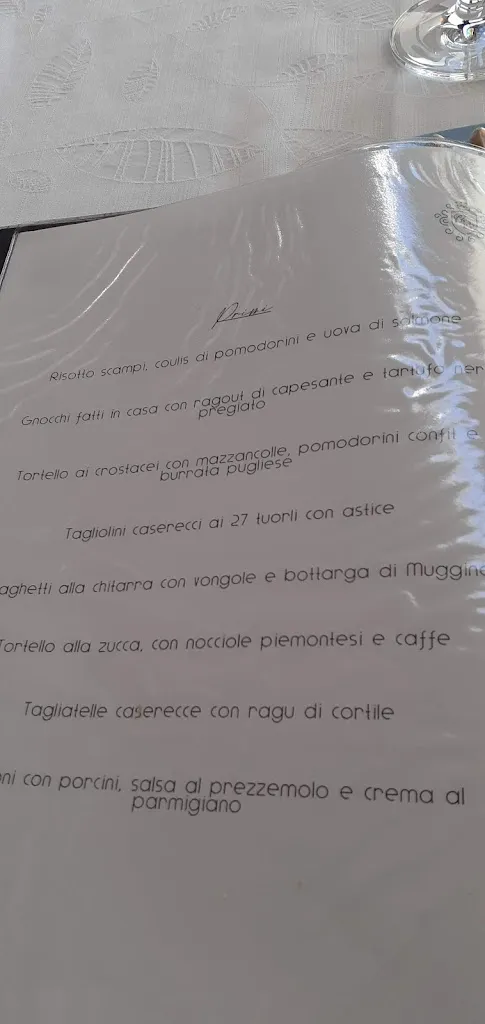 Primi
Risotto scampi, coulis di pomodorini e uova di salmone
Gnocchi fatti in casa con ragout di capesante e tartufo ner
pregiato
Tortello ai crostacei con mazzancolle, pomodorini confit e
burrata pugliese
Tagliolini caserecci ai 27 tuorli con astice
aghetti alla chitarra con vongole e bottarga di Muggine
Tortello alla zucca, con nocciole piemontesi e caffe
Tagliatelle caserecce con ragu di cortile
ni con porcini, salsa al prezzemolo e crema al
parmigiano